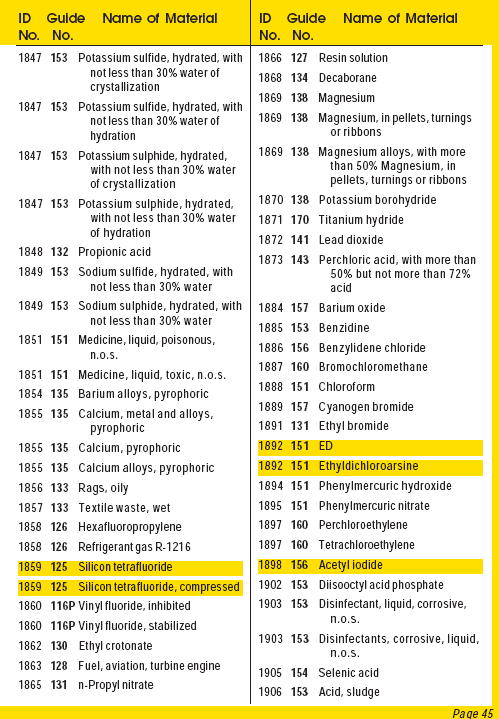 ID Guide Name of Material
No. No.
1847 153 Potassium sulfide, hydrated, with
not less than 30% water of
crystallization
1847 153 Potassium sulfide, hydrated, with
not less than 30% water of
hydration
1847 153 Potassium sulphide, hydrated,
with not less than 30% water
of crystallization
1847 153 Potassium sulphide, hydrated,
with not less than 30% water
of hydration
1848 132 Propionic acid
1849 153 Sodium sulfide, hydrated, with
not less than 30% water
1849 153 Sodium sulphide, hydrated, with
not less than 30% water
1851 151 Medicine, liquid, poisonous,
n.o.s.
1851 151 Medicine, liquid, toxic, n.o.s.
1854 135 Barium alloys, pyrophoric
1855 135 Calcium, metal and alloys,
pyrophoric
1855 135 Calcium, pyrophoric
1855 135 Calcium alloys, pyrophoric
1856 133 Rags, oily
1857 133 Textile waste, wet
1858 126 Hexafluoropropylene
1858 126 Refrigerant gas R-1216
1859 125 Silicon tetrafluoride
1859 125 Silicon tetrafluoride, compressed
1860 116P Vinyl fluoride, inhibited
1860 116P Vinyl fluoride, stabilized
1862 130 Ethyl crotonate
1863 128 Fuel, aviation, turbine engine
1865 131 n-Propyl nitrate
ID Guide Name of Material
No. No.
1866 127 Resin solution
1868 134 Decaborane
1869 138 Magnesium
1869 138 Magnesium, in pellets, turnings
or ribbons
1869 138 Magnesium alloys, with more
than 50% Magnesium, in
pellets, turnings or ribbons
1870 138 Potassium borohydride
1871 170 Titanium hydride
1872 141 Lead dioxide
1873 143 Perchloric acid, with more than
50% but not more than 72%
acid
1884 157 Barium oxide
1885 153 Benzidine
1886 156 Benzylidene chloride
1887 160 Bromochloromethane
1888 151 Chloroform
1889 157 Cyanogen bromide
1891 131 Ethyl bromide
1892 151 ED
1892 151 Ethyldichloroarsine
1894 151 Phenylmercuric hydroxide
1895 151 Phenylmercuric nitrate
1897 160 Perchloroethylene
1897 160 Tetrachloroethylene
1898 156 Acetyl iodide
1902 153 Diisooctyl acid phosphate
1903 153 Disinfectant, liquid, corrosive,
n.o.s.
1903 153 Disinfectants, corrosive, liquid,
n.o.s.
1905 154 Selenic acid
1906 153 Acid, sludge
Page 45